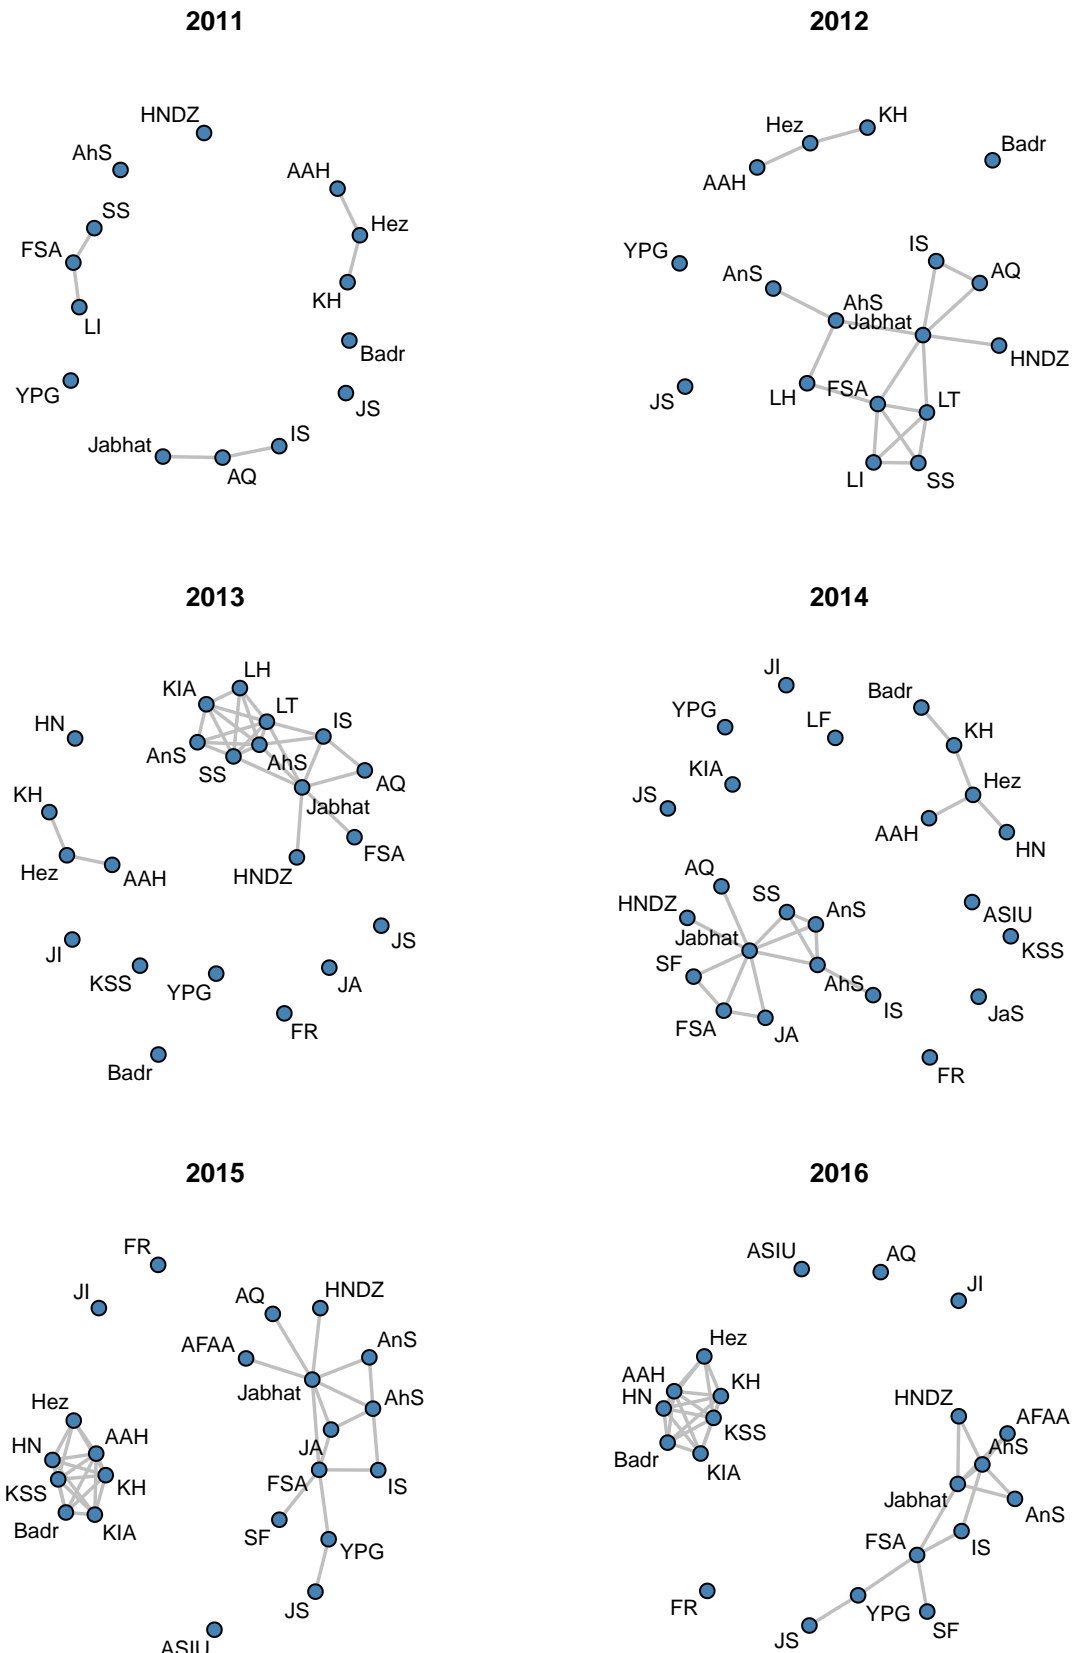 2011
HNDZ
AhS
AAH
SS
Hez
FSA
KH
LI
Badr
YPG
JS
IS
Jabhat
AQ
2012
KH
Hez
Badr
AAH
IS
YPG
AQ
AnS
AhS
Jabhat
HNDZ
JS
LH
FSA
LT
LI
SS
2013
LH
KIA
LT
IS
HN
AnS
AhS
SS
AQ
KH
Jabhat
FSA
Hez
AAH
HNDZ
JS
JI
KSS
YPG
JA
FR
Badr
2014
JI
Badr
YPG
LF
KH
KIA
JS
Hez
AAH
HN
AQ
SS
HNDZ
AnS
ASIU
Jabhat
KSS
SF
AhS
IS
JaS
FSA
JA
FR
2015
FR
JI
AQ
HNDZ
AFAA
AnS
Jabhat
AhS
Hez
AAH
HN
JA
KSS
KH
FSA
IS
Badr
KIA
SF
YPG
JS
ASIU
2016
ASIU
AQ
JI
Hez
AAH
KH
HN
HNDZ
AFAA
KSS
AhS
Badr
KIA
Jabhat
AnS
FSA
IS
FR
YPG
SF
JS